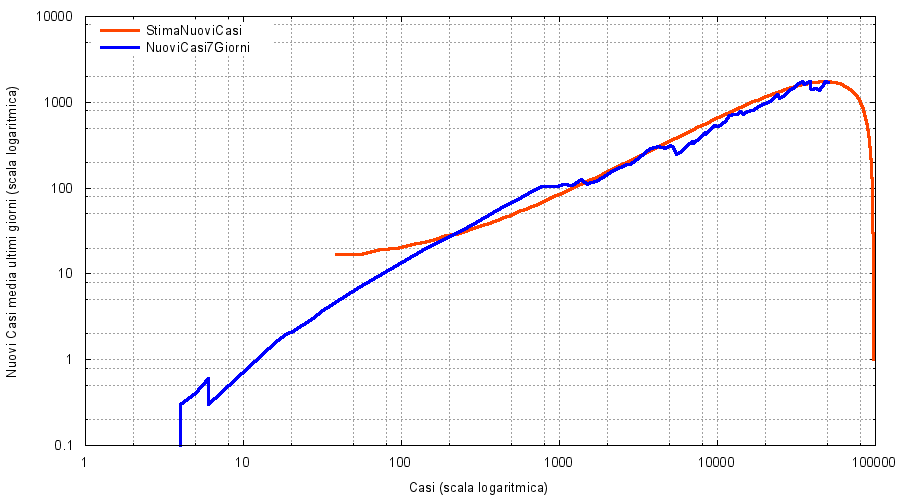 10000
1000
100
10
1
0.1
StimaNuoviCasi
NuoviCasi7Giorni
Nuovi Casi media ultimi giorni (scala logaritmica)
1 10 100 1000 10000 100000
Casi (scala logaritmica)